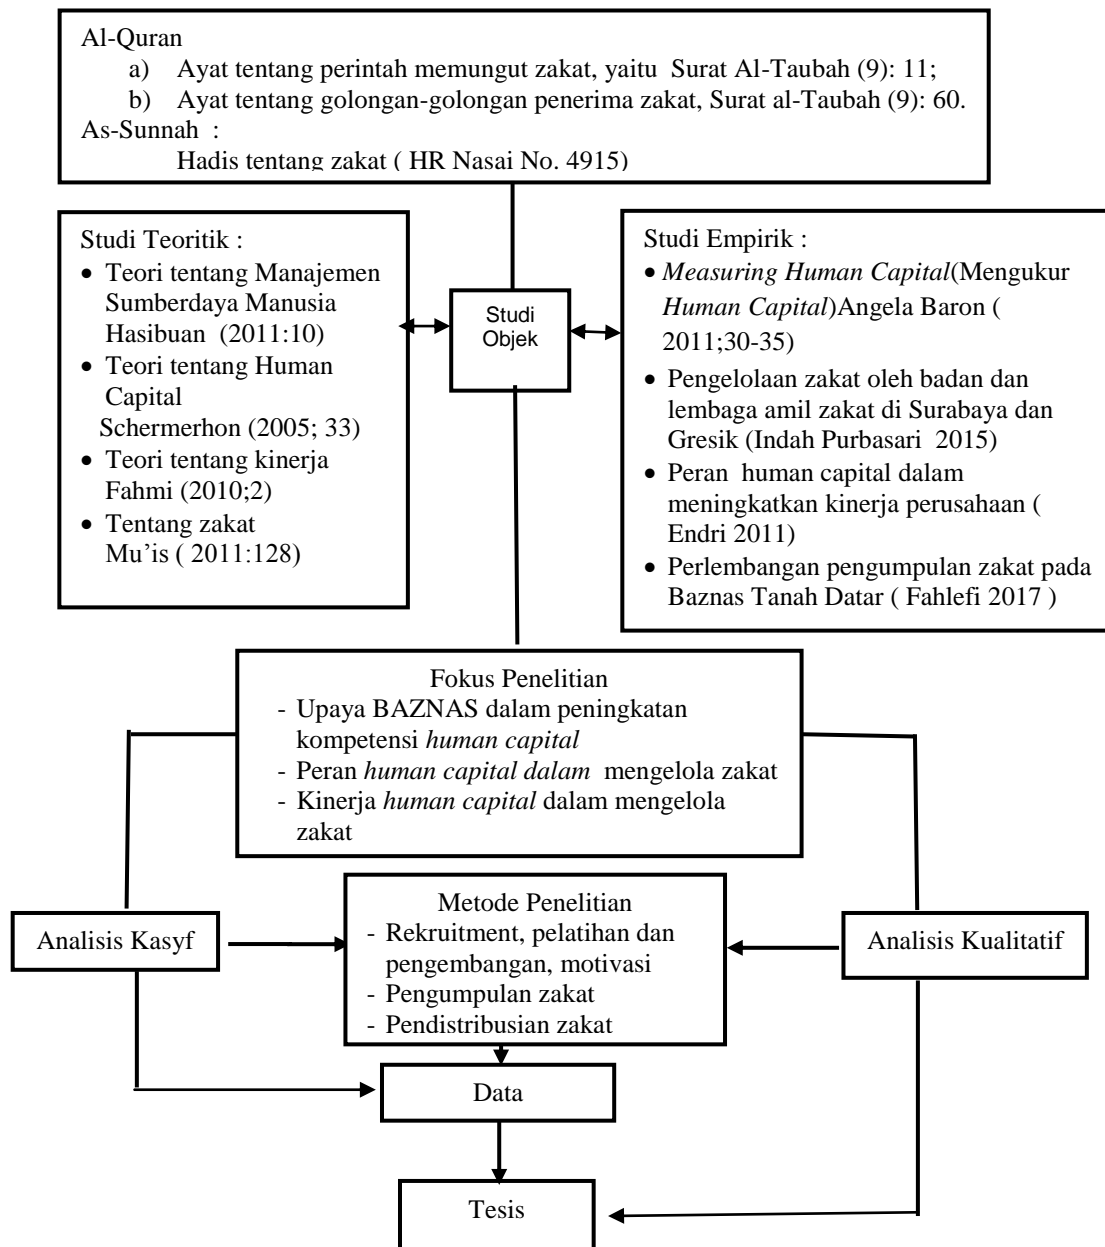 Al-Quran
a) Ayat tentang perintah memungut zakat, yaitu Surat Al-Taubah (9): 11;
b) Ayat tentang golongan-golongan penerima zakat, Surat al-Taubah (9): 60.
As-Sunnah :
Hadis tentang zakat ( HR Nasai No. 4915)
Studi Teoritik :
• Teori tentang Manajemen
Sumberdaya Manusia
Hasibuan (2011:10)
• Teori tentang Human
Capital
Schermerhon (2005; 33)
• Teori tentang kinerja
Fahmi (2010;2)
• Tentang zakat
Mu’is ( 2011:128)
Studi
Objek
Studi Empirik :
• Measuring Human Capital(Mengukur
Human Capital)Angela Baron (
2011;30-35)
• Pengelolaan zakat oleh badan dan
lembaga amil zakat di Surabaya dan
Gresik (Indah Purbasari 2015)
• Peran human capital dalam
meningkatkan kinerja perusahaan (
Endri 2011)
• Perlembangan pengumpulan zakat pada
Baznas Tanah Datar ( Fahlefi 2017 )
Fokus Penelitian
- Upaya BAZNAS dalam peningkatan
kompetensi human capital
- Peran human capital dalam mengelola zakat
- Kinerja human capital dalam mengelola
zakat
Analisis Kasyf
Metode Penelitian
- Rekruitment, pelatihan dan
pengembangan, motivasi
- Pengumpulan zakat
- Pendistribusian zakat
Analisis Kualitatif
Data
Tesis